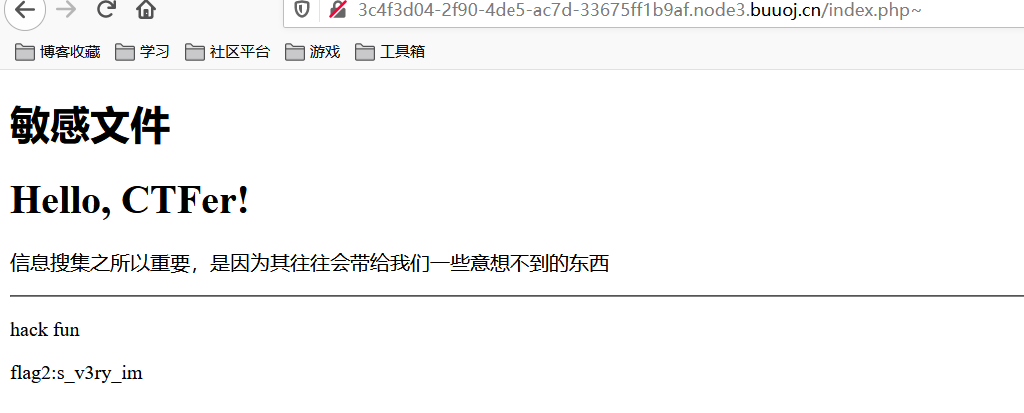 3c4f3d04-2f90-4de5-ac7d-33675ff1b9af.node3.buuoj.cn/index.php~
博客收藏 学习 社区平台 游戏 工具箱
敏感文件
Hello, CTFer!
信息搜集之所以重要，是因为其往往会带给我们一些意想不到的东西
hack fun
flag2:s_v3ry_im